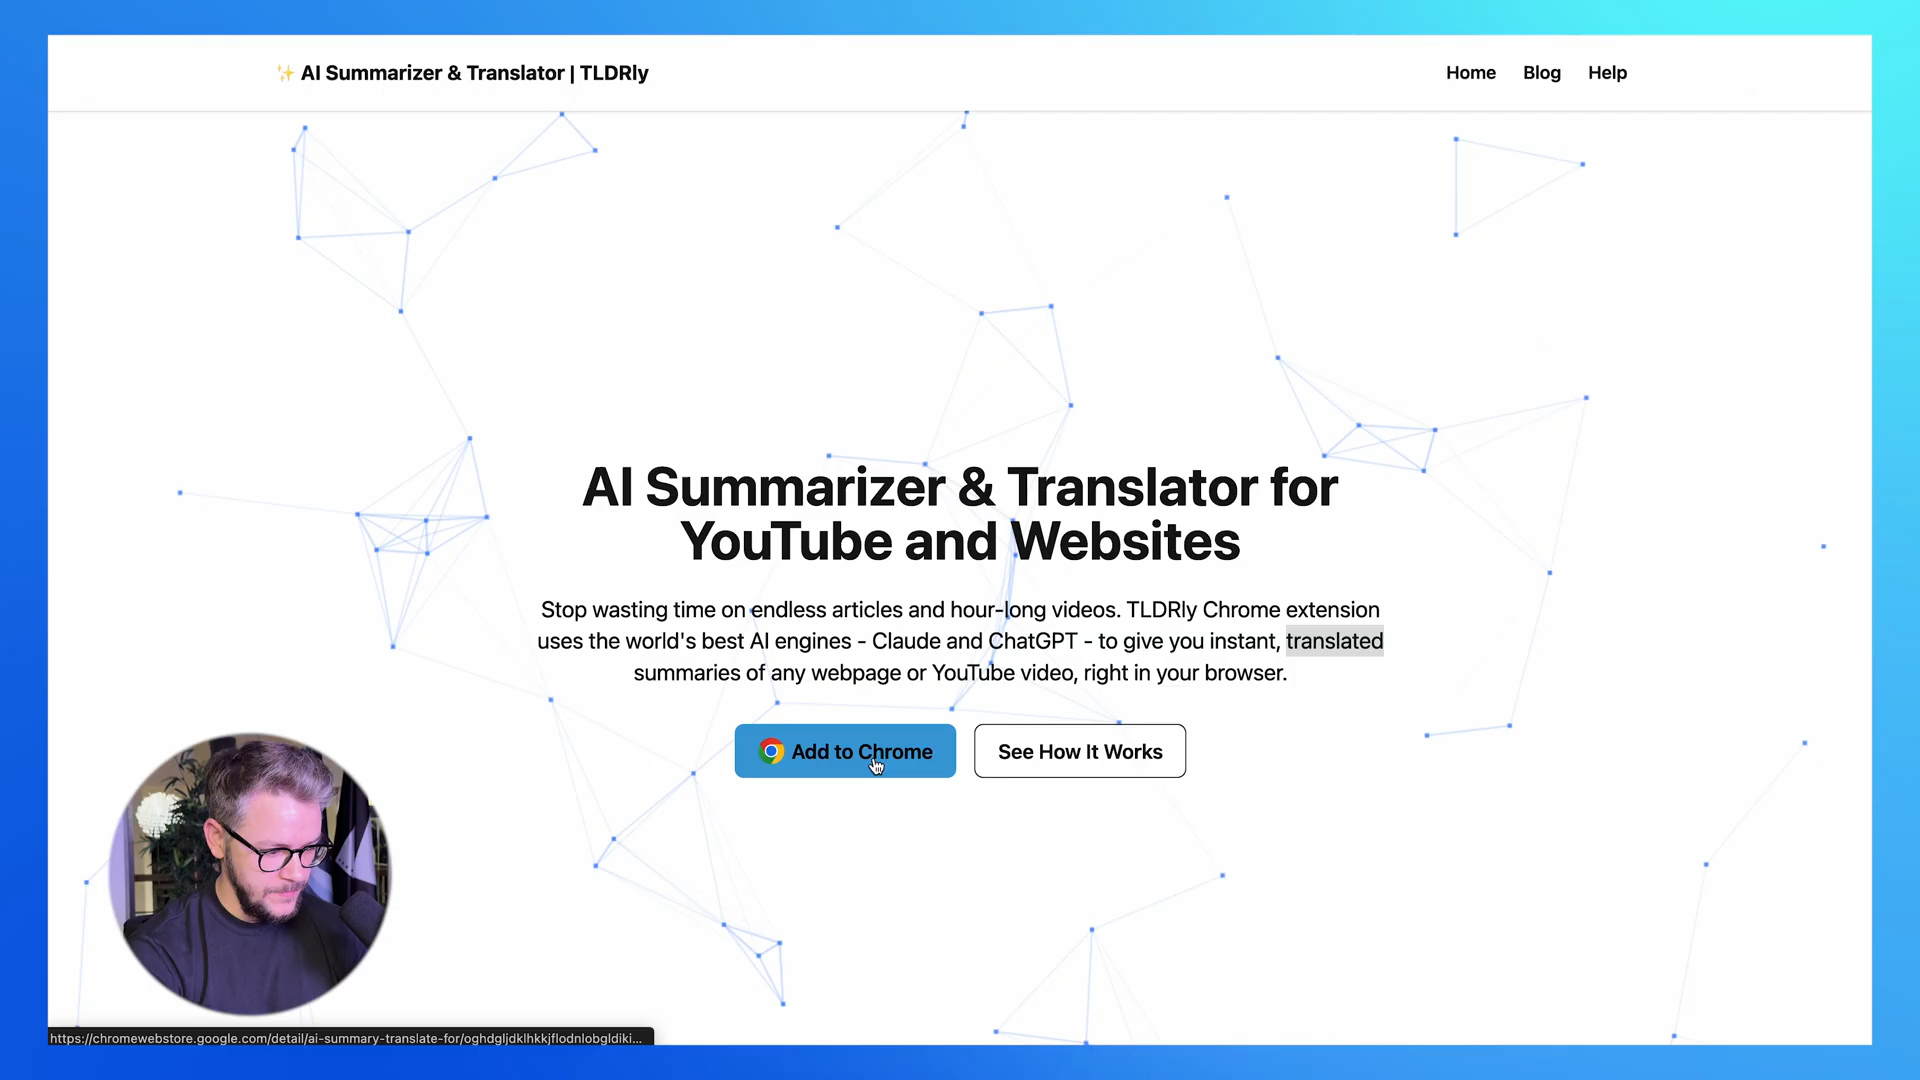 ✨ AI Summarizer & Translator | TLDRly
Home
Blog
Help
AI Summarizer & Translator for
YouTube and Websites
Stop wasting time on endless articles and hour-long videos. TLDRly Chrome extension
uses the world's best AI engines - Claude and ChatGPT - to give you instant, translated
summaries of any webpage or YouTube video, right in your browser.
Add to Chrome
See How It Works
https://chromewebstore.google.com/detail/ai-summary-translate-for/oghdgljdklhkkjflodnlobgldiki...